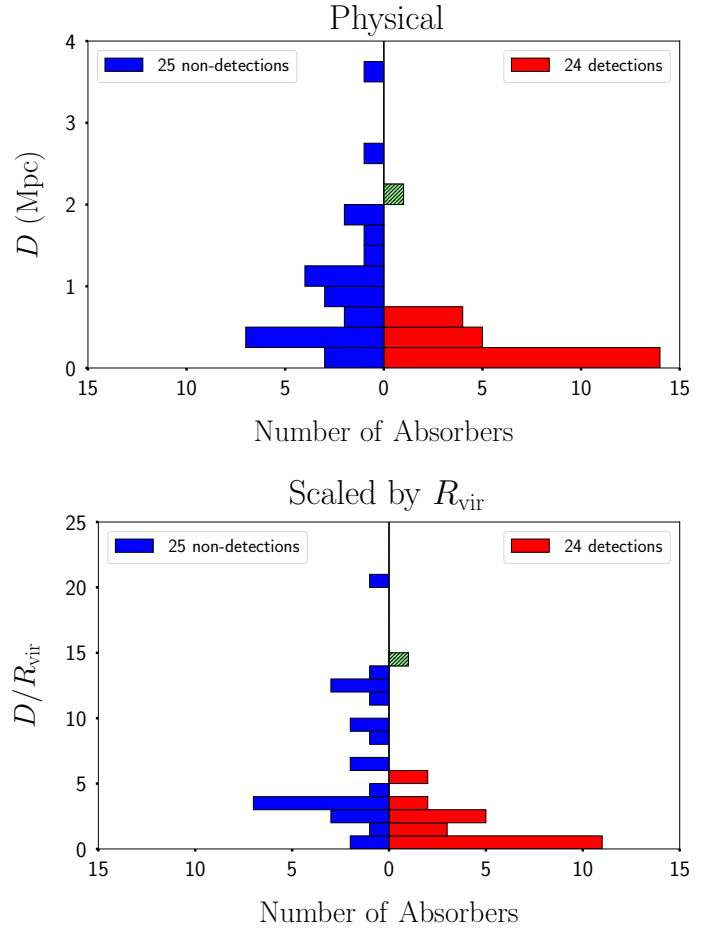 Physical
4
25 non-detections
24 detections
3
2
1
0
D (Mpc)
15 10 5 0 5 10 15
Number of Absorbers
Scaled by R_vir
25
25 non-detections
24 detections
20
15
10
5
0
D/R_vir
15 10 5 0 5 10 15
Number of Absorbers